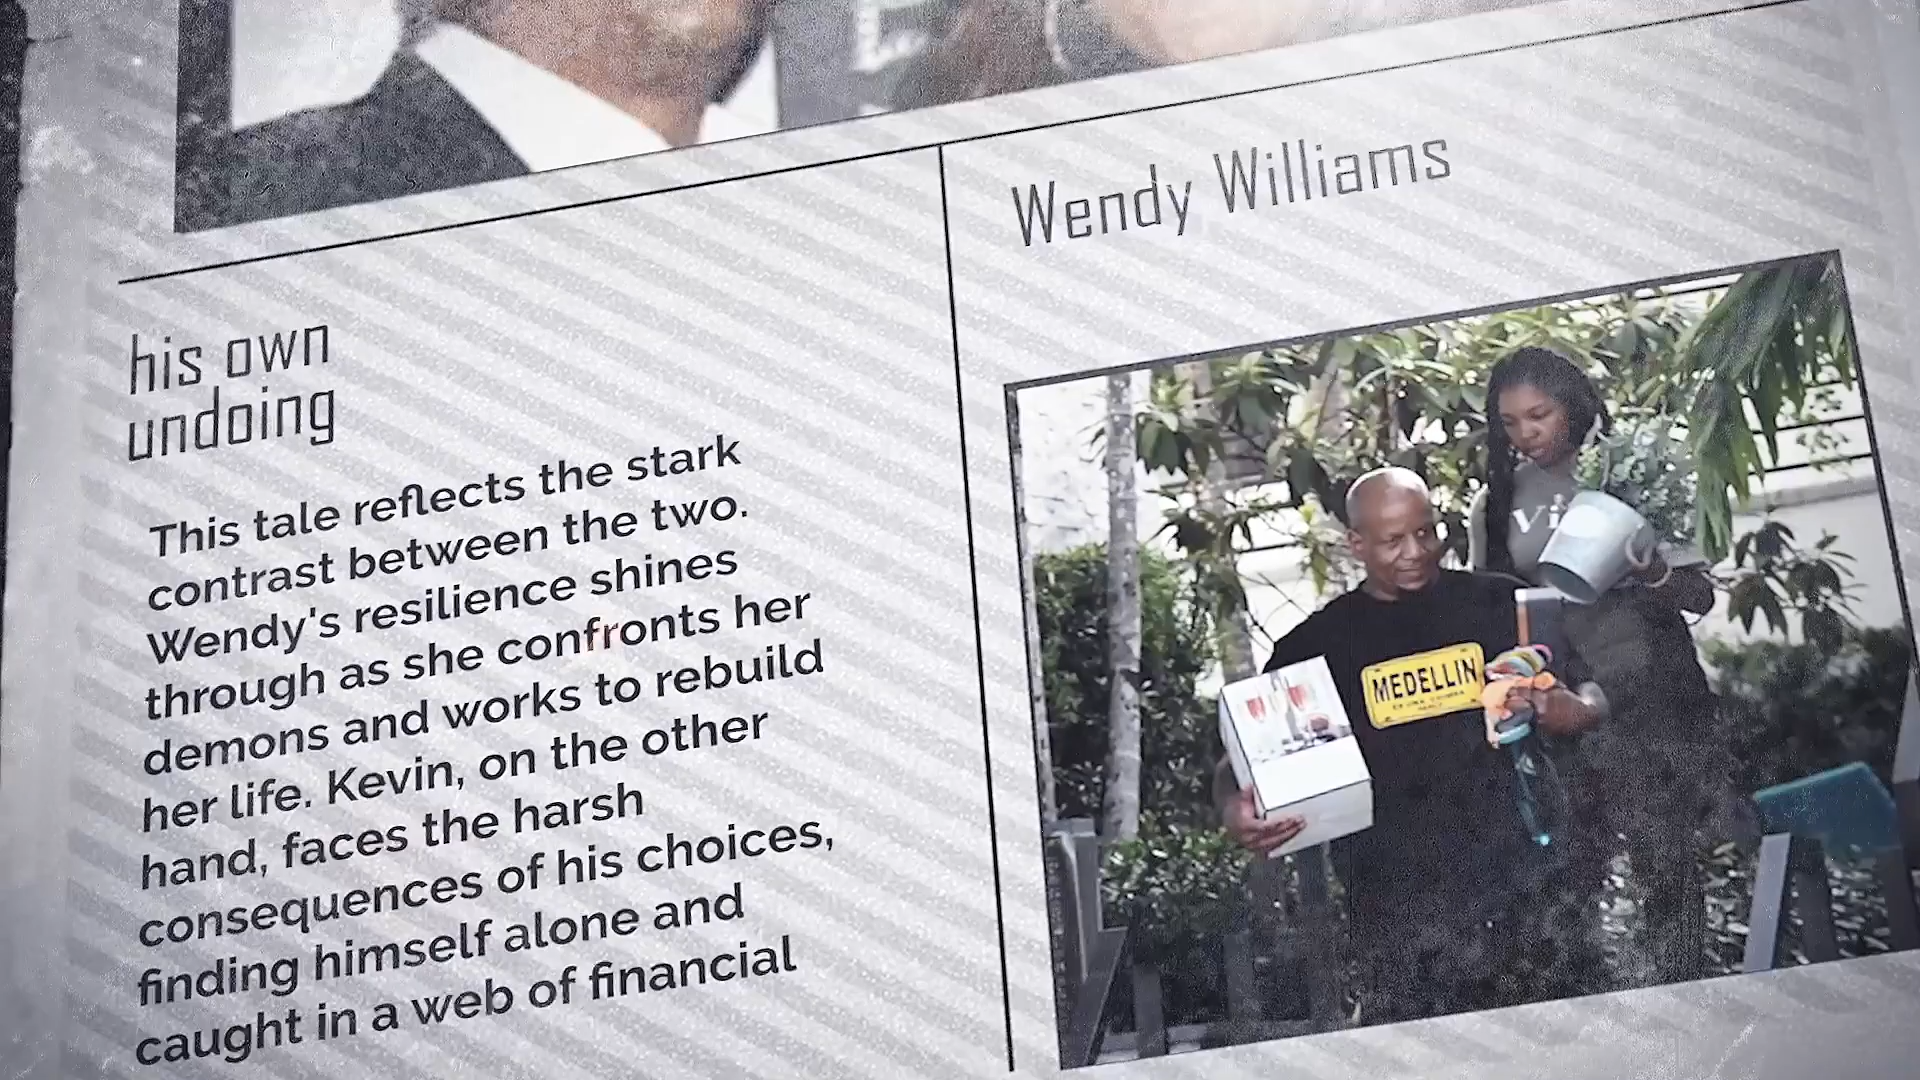 his own
undoing
This tale reflects the stark
contrast between the two.
Wendy's resilience shines
through as she confronts her
demons and works to rebuild
her life. Kevin, on the other
hand, faces the harsh
consequences of his choices,
finding himself alone and
caught in a web of financial
Wendy Williams
Vi
MEDELLIN